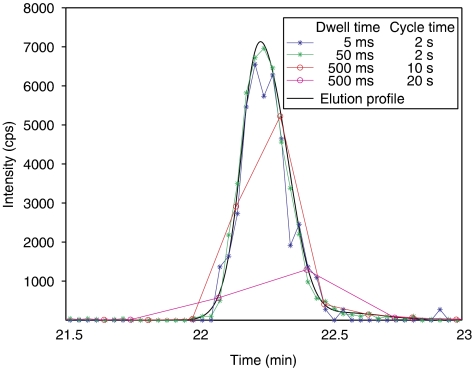 8000
7000
6000
5000
4000
3000
2000
1000
Intensity (cps)
Dwell time Cycle time
5 ms 2 s
50 ms 2 s
500 ms 10 s
500 ms 20 s
Elution profile
21.5 22 22.5 23
Time (min)